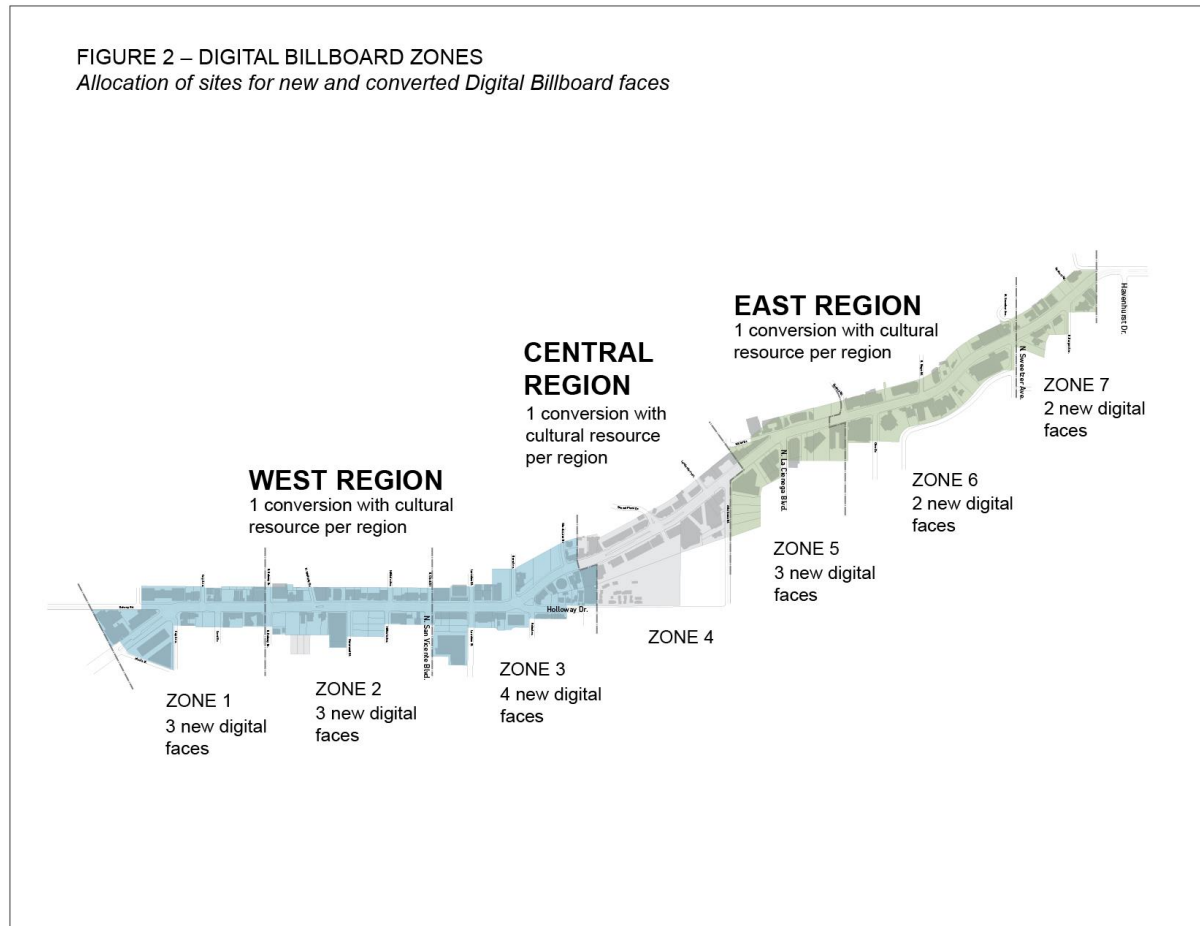 FIGURE 2 – DIGITAL BILLBOARD ZONES
Allocation of sites for new and converted Digital Billboard faces
EAST REGION
1 conversion with cultural
resource per region
CENTRAL
REGION
1 conversion with
cultural resource
per region
WEST REGION
1 conversion with cultural
resource per region
Havenhurst Dr.
N. Sweetzer Ave.
ZONE 7
2 new digital
faces
N. La Cienega Blvd.
ZONE 6
2 new digital
faces
ZONE 5
3 new digital
faces
Holloway Dr.
N. San Vicente Blvd.
ZONE 4
ZONE 3
4 new digital
faces
ZONE 2
3 new digital
faces
ZONE 1
3 new digital
faces